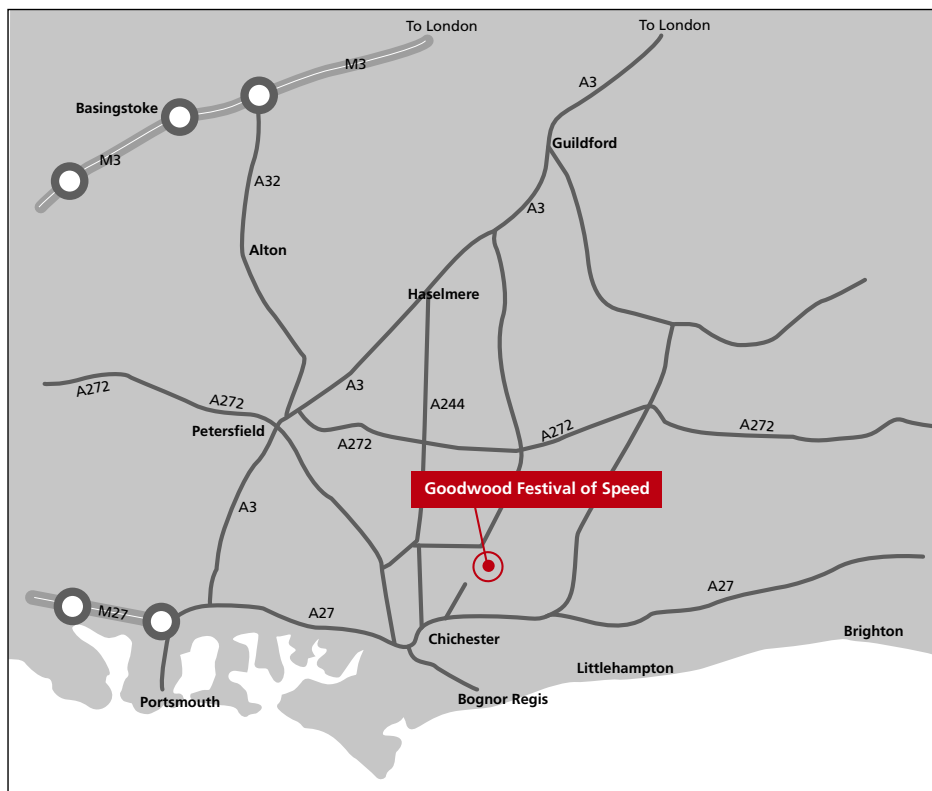 To London
To London
M3
A3
Basingstoke
Guildford
M3
A32
A3
Alton
Haselmere
A3
A272
A272
A244
A272
A272
A272
Petersfield
Goodwood Festival of Speed
A3
A27
M27
A27
Chichester
Brighton
Littlehampton
Portsmouth
Bognor Regis